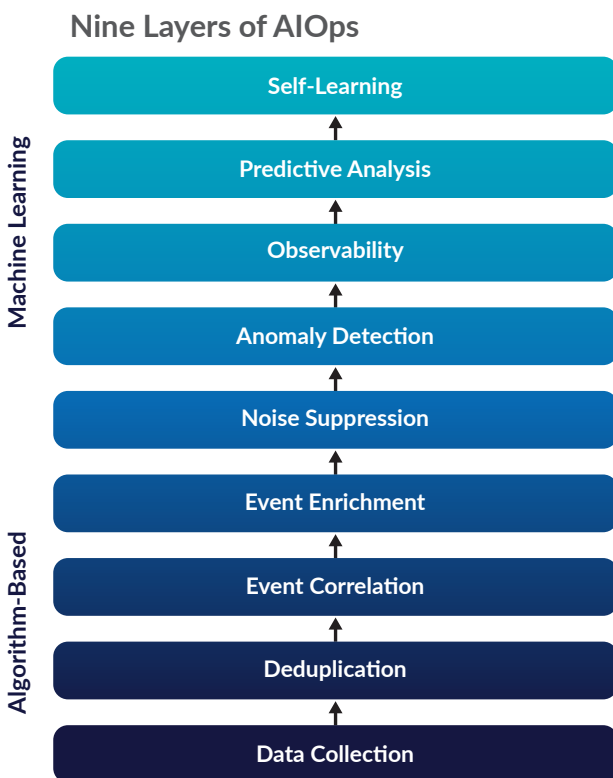 Nine Layers of AIOps
Machine Learning
Self-Learning
Predictive Analysis
Observability
Anomaly Detection
Noise Suppression
Algorithm-Based
Event Enrichment
Event Correlation
Deduplication
Data Collection